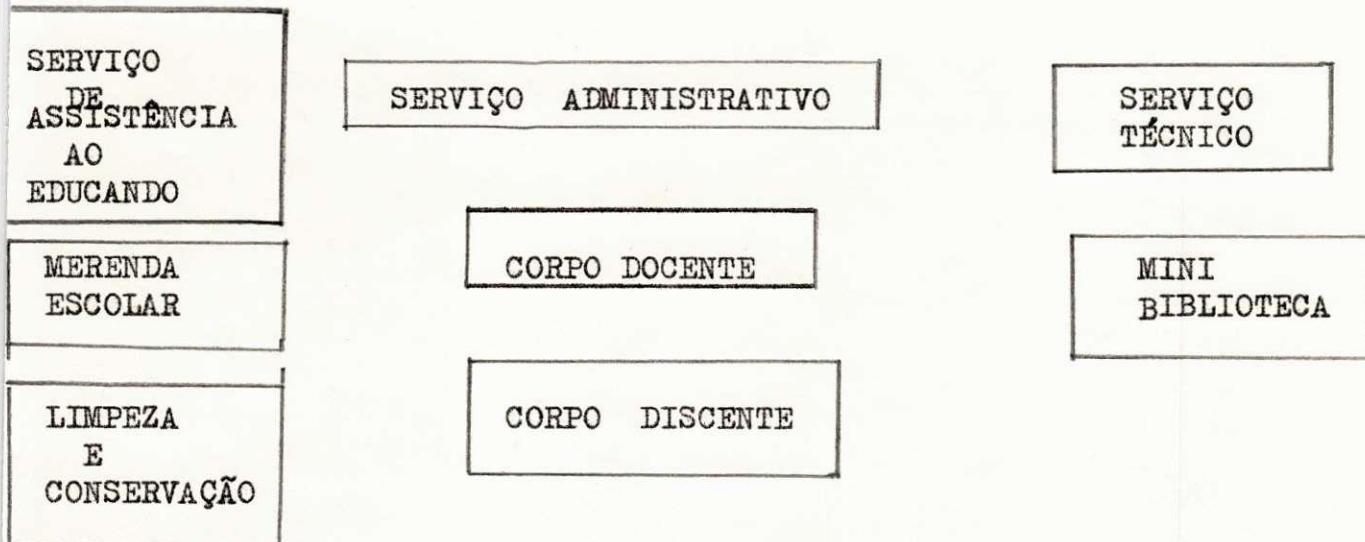 SERVIÇO
DE
ASSISTÊNCIA
AO
EDUCANDO
SERVIÇO ADMINISTRATIVO
SERVIÇO
TÉCNICO
MERENDA
ESCOLAR
CORPO DOCENTE
MINI
BIBLIOTECA
LIMPEZA
E
CONSERVAÇÃO
CORPO DISCENTE